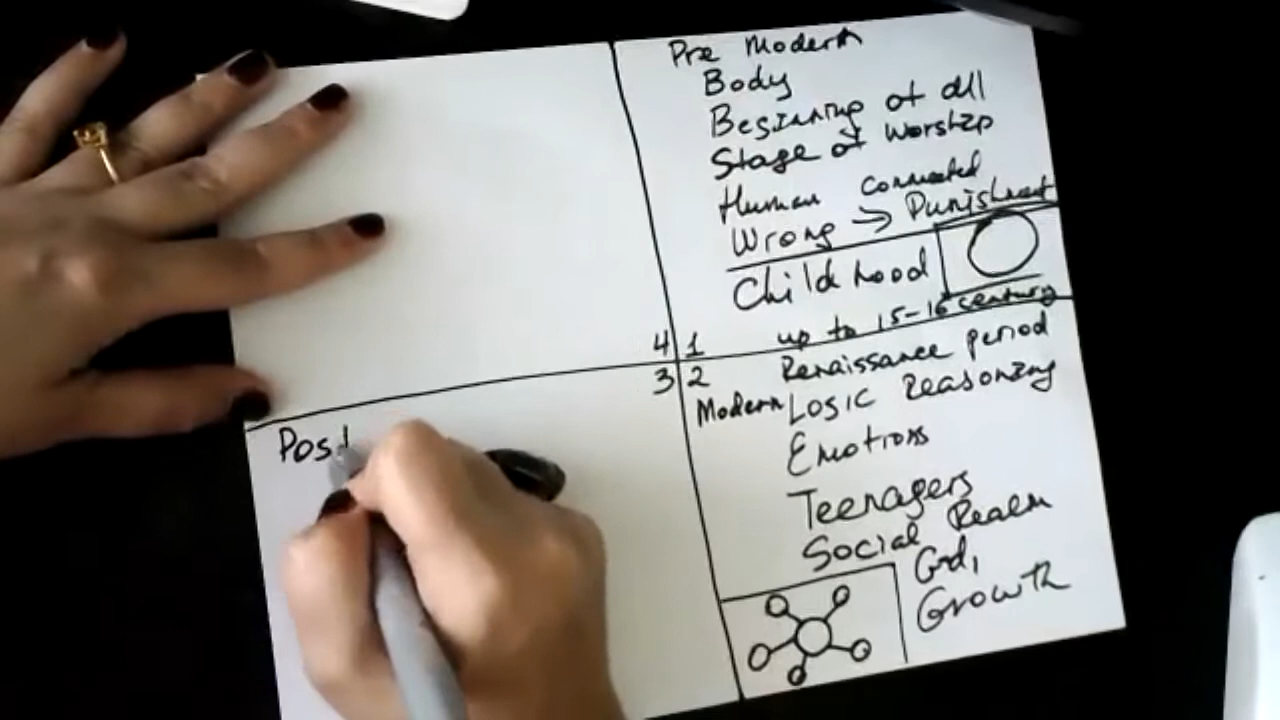 Pre Modern
Body
Beginning of all
Stage of Worship
Human connected
Wrong → Punishment
Childhood
up to 15-16 century
4 1
3 2
Renaissance period
Modern Logic Reasoning
Emotions
Teenagers
Social Realm
God,
Growth
Post